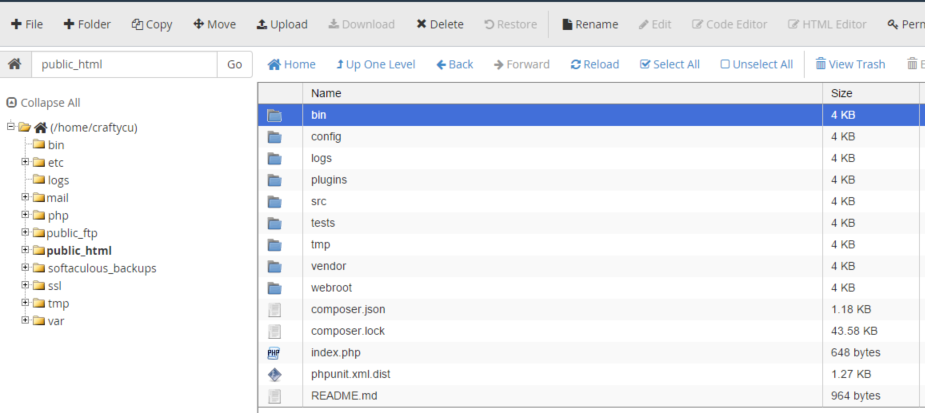 File Folder Copy Move Upload Download Delete Restore Rename Edit Code Editor HTML Editor
public_html Go Home Up One Level Back Forward Reload Select All Unselect All View Trash
Collapse All
(/home/craftycu)
bin
etc
logs
mail
php
public_ftp
public_html
softaculous_backups
ssl
tmp
var
Name Size
bin 4 KB
config 4 KB
logs 4 KB
plugins 4 KB
src 4 KB
tests 4 KB
tmp 4 KB
vendor 4 KB
webroot 4 KB
composer.json 1.18 KB
composer.lock 43.58 KB
PHP index.php 648 bytes
phpunit.xml.dist 1.27 KB
README.md 964 bytes